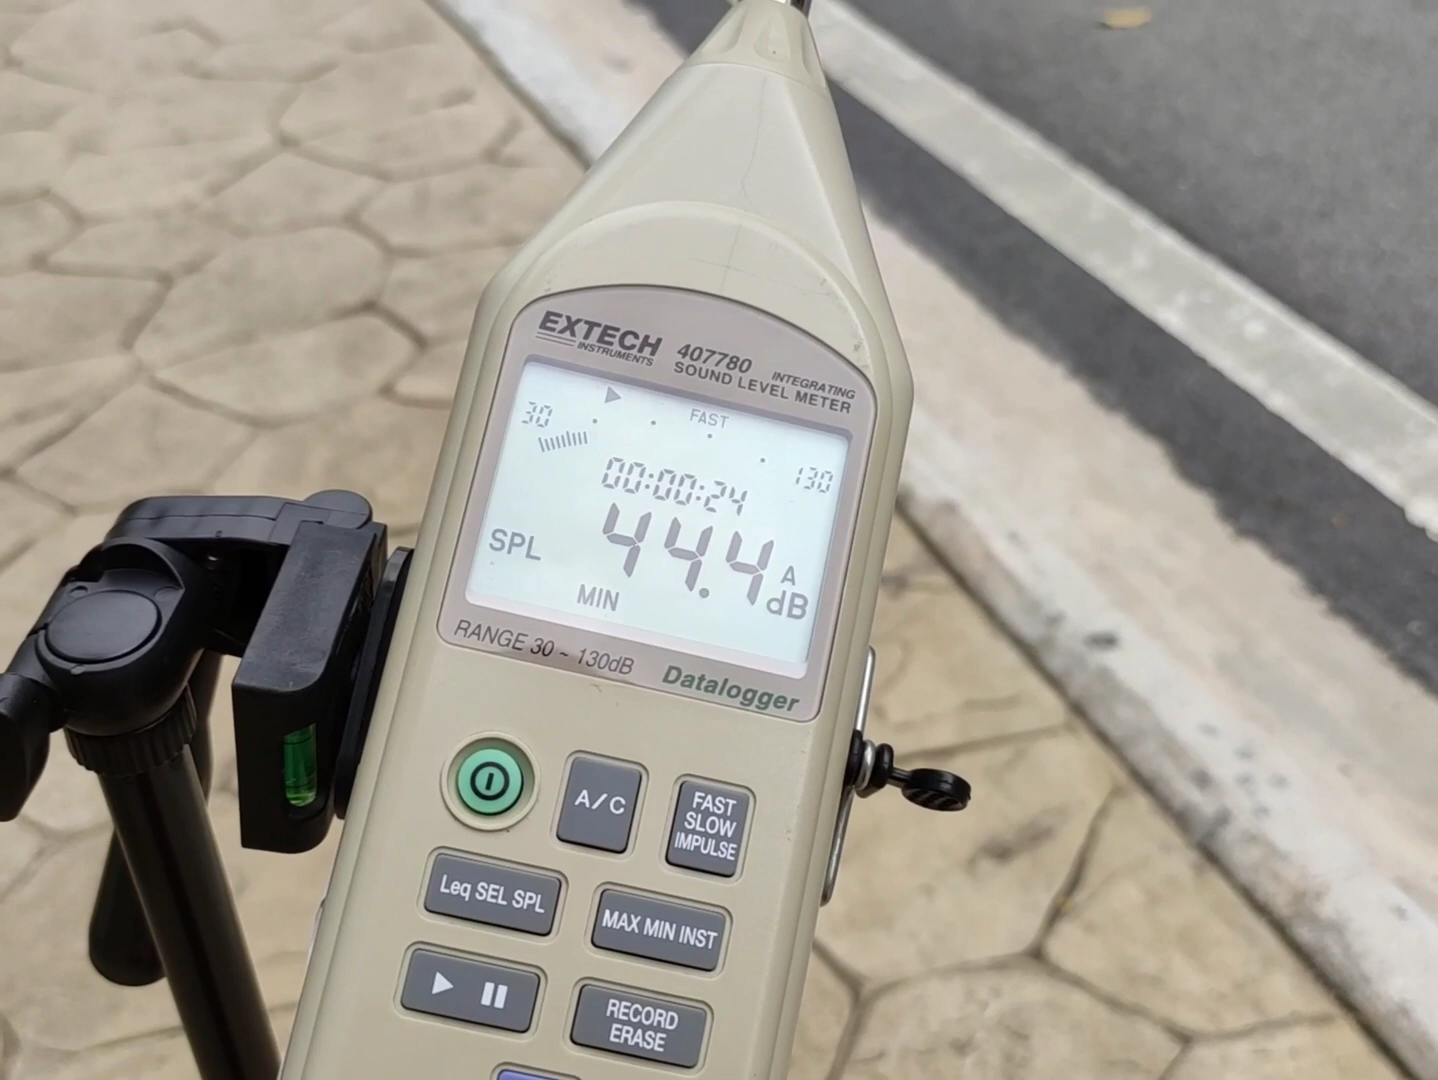 EXTECH
INSTRUMENTS
407780
INTEGRATING
SOUND LEVEL METER
FAST
30
130
00:00:24
SPL
44.4
A
dB
MIN
RANGE 30 ~ 130dB
Datalogger
A/C
FAST
SLOW
IMPULSE
Leq SEL SPL
MAX MIN INST
RECORD
ERASE